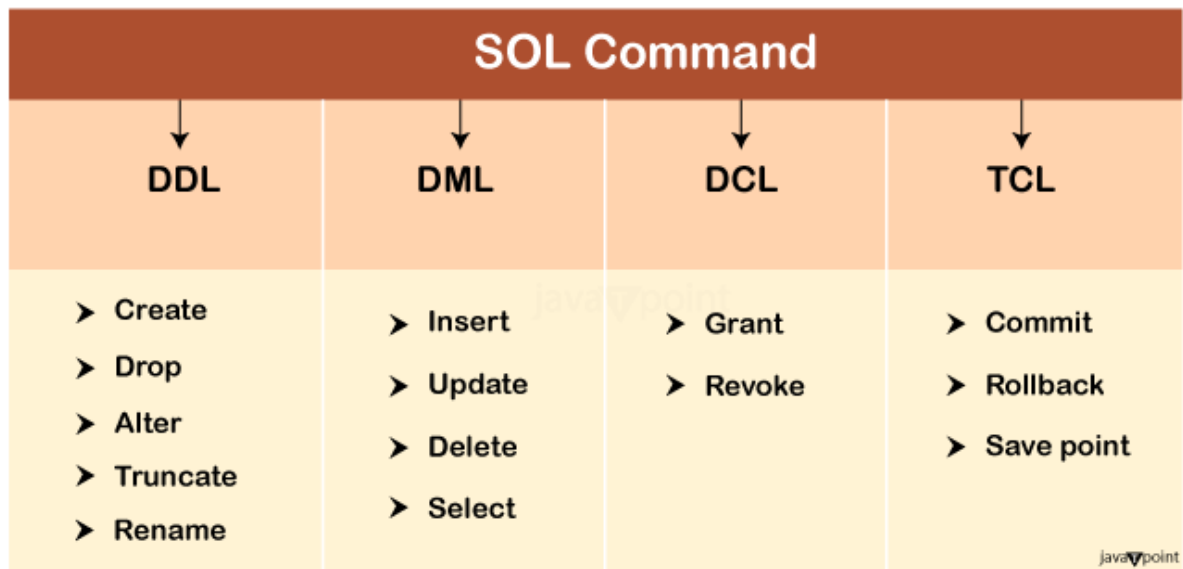 SOL Command
DDL
DML
DCL
TCL
Create
Drop
Alter
Truncate
Rename
Insert
Update
Delete
Select
Grant
Revoke
Commit
Rollback
Save point
javaTpoint
javaTpoint